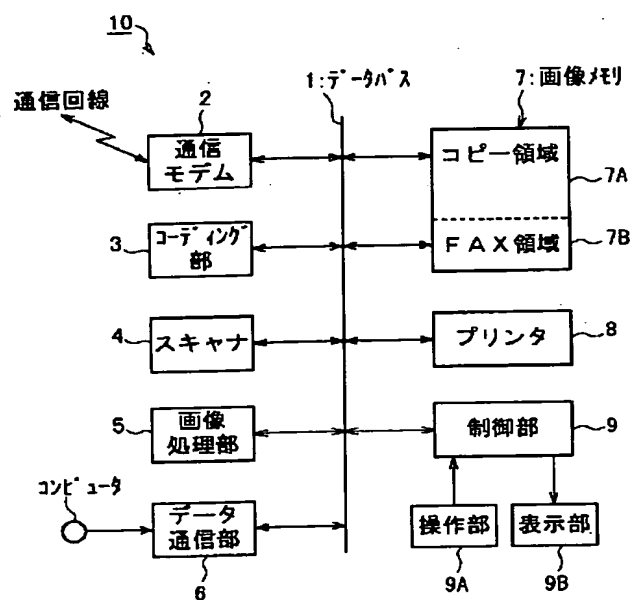 10
通信回線
1:データバス
7:画像メモリ
2
通信
モデム
コピー領域
7A
3
コーディング
部
FAX領域
7B
4
スキャナ
プリンタ
8
5
画像
処理部
制御部
9
コンピュータ
データ
通信部
6
操作部
9A
表示部
9B